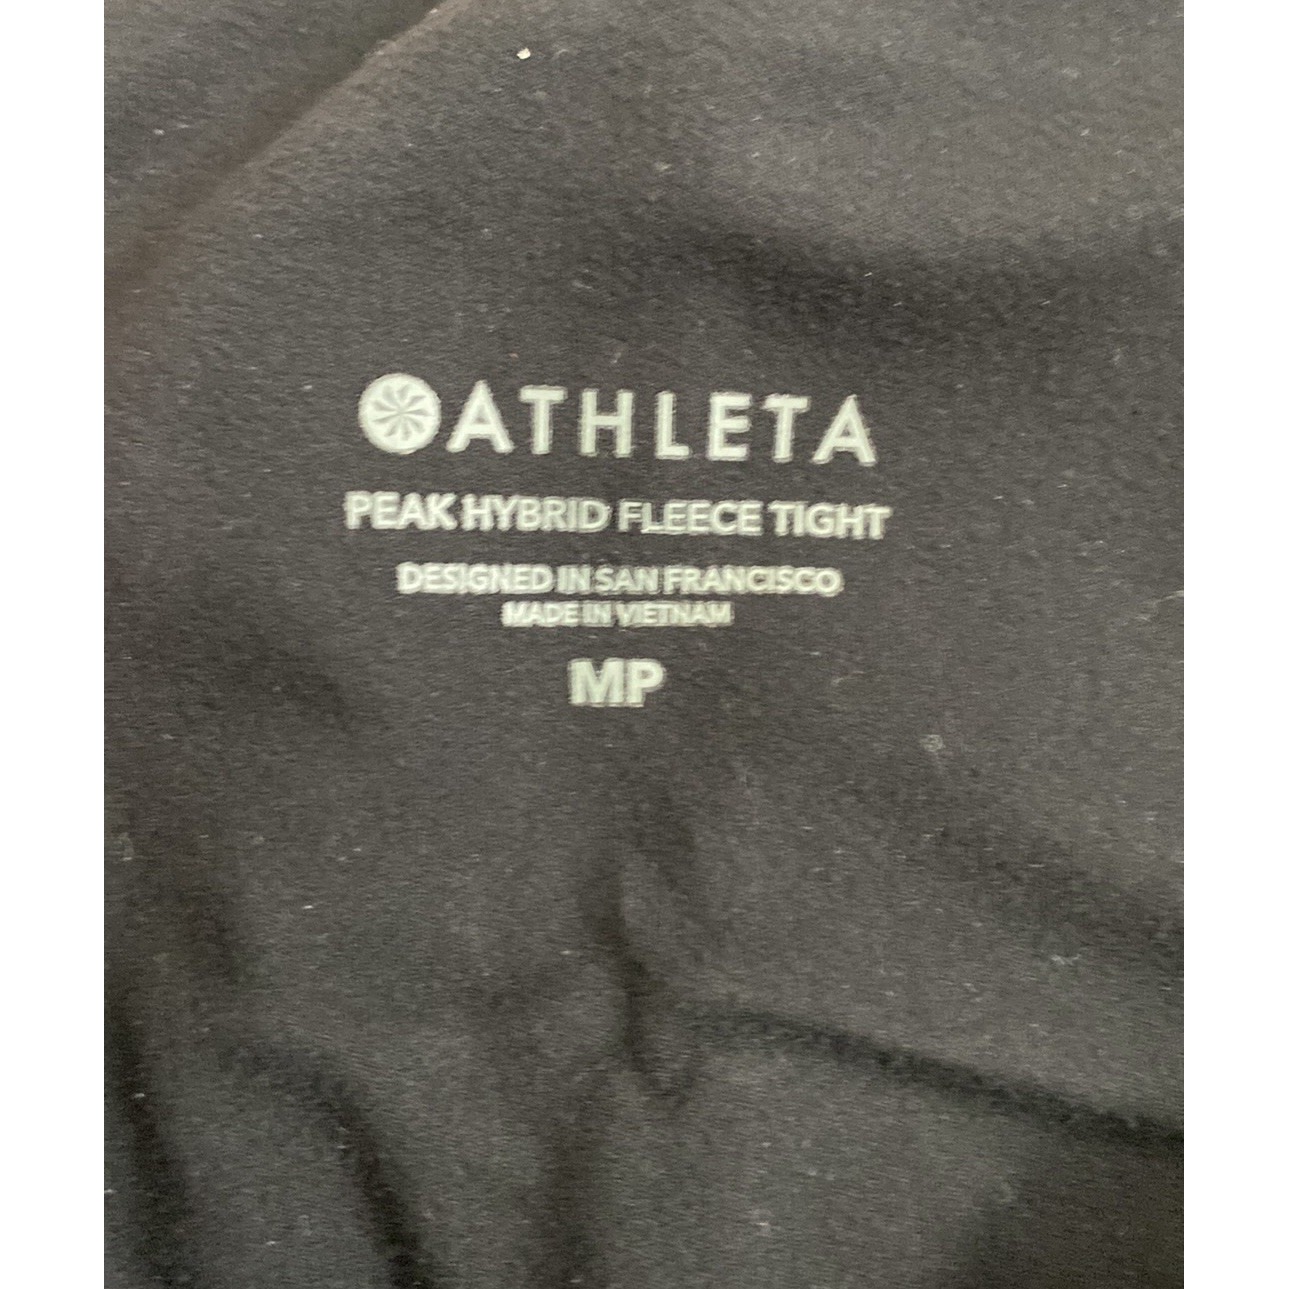 ATHLETA
PEAK HYBRID FLEECE TIGHT
DESIGNED IN SAN FRANCISCO
MADE IN VIETNAM
MP